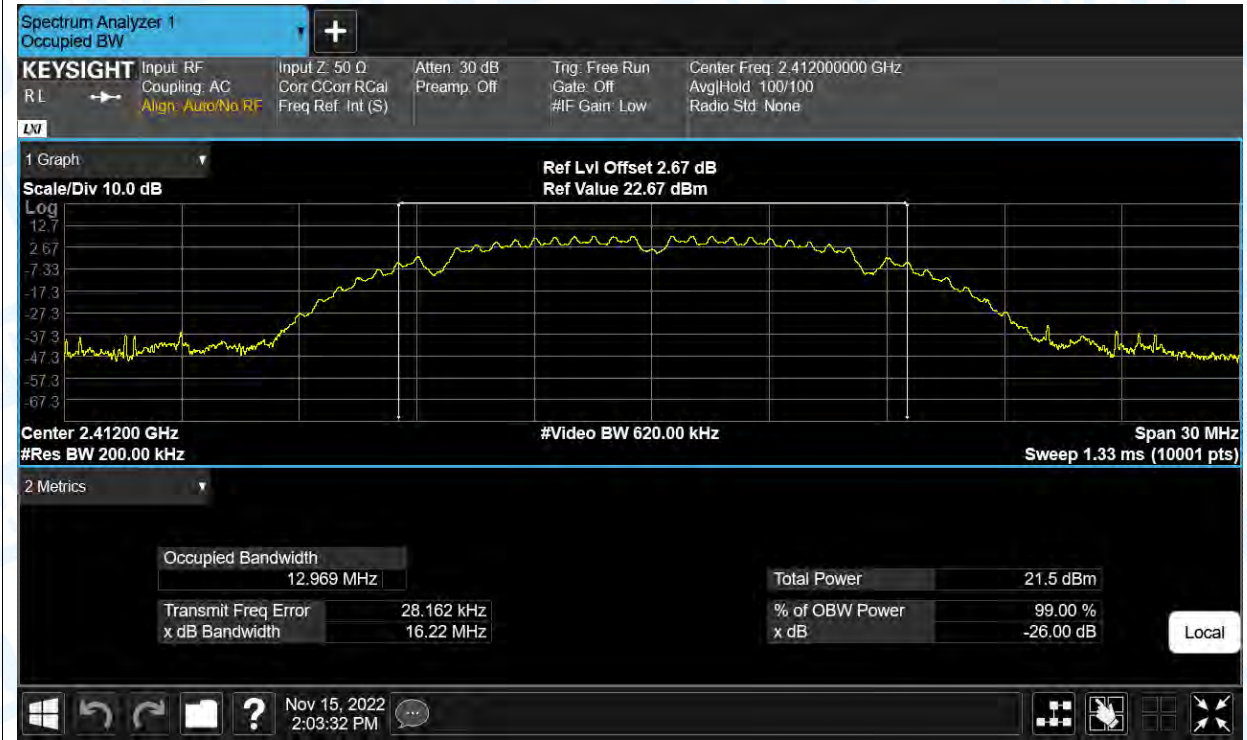 Spectrum Analyzer 1
Occupied BW
KEYSIGHT
R L
LXI
Input: RF
Coupling: AC
Align: Auto/No RF
Input Z: 50 Ω
Corr CCorr RCal
Freq Ref: Int (S)
Atten: 30 dB
Preamp: Off
Trig: Free Run
Gate: Off
#IF Gain: Low
Center Freq: 2.412000000 GHz
Avg|Hold: 100/100
Radio Std: None
1 Graph
Scale/Div 10.0 dB
Ref Lvl Offset 2.67 dB
Ref Value 22.67 dBm
Log
12.7
2.67
-7.33
-17.3
-27.3
-37.3
-47.3
-57.3
-67.3
Center 2.41200 GHz
#Video BW 620.00 kHz
Span 30 MHz
#Res BW 200.00 kHz
Sweep 1.33 ms (10001 pts)
2 Metrics
Occupied Bandwidth
12.969 MHz
Total Power 21.5 dBm
Transmit Freq Error 28.162 kHz
% of OBW Power 99.00 %
x dB Bandwidth 16.22 MHz
x dB -26.00 dB
Local
?
Nov 15, 2022
2:03:32 PM